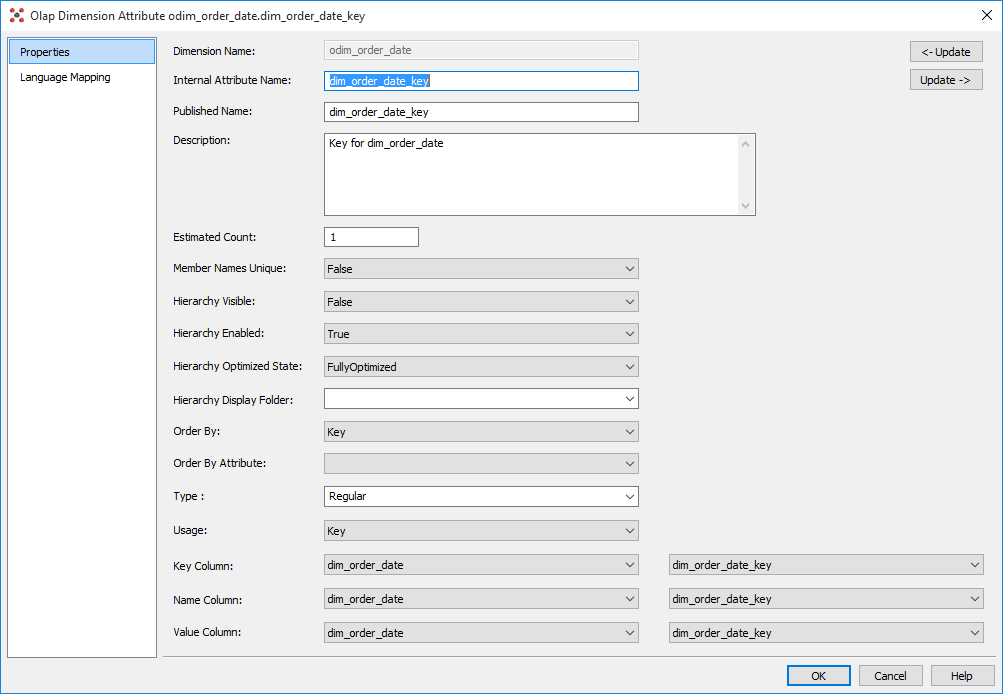 Olap Dimension Attribute odim_order_date.dim_order_date_key
Properties
Language Mapping
Dimension Name: odim_order_date
<- Update
Internal Attribute Name: dim_order_date_key
Update ->
Published Name: dim_order_date_key
Description: Key for dim_order_date
Estimated Count: 1
Member Names Unique: False
Hierarchy Visible: False
Hierarchy Enabled: True
Hierarchy Optimized State: FullyOptimized
Hierarchy Display Folder:
Order By: Key
Order By Attribute:
Type : Regular
Usage: Key
Key Column: dim_order_date dim_order_date_key
Name Column: dim_order_date dim_order_date_key
Value Column: dim_order_date dim_order_date_key
OK Cancel Help